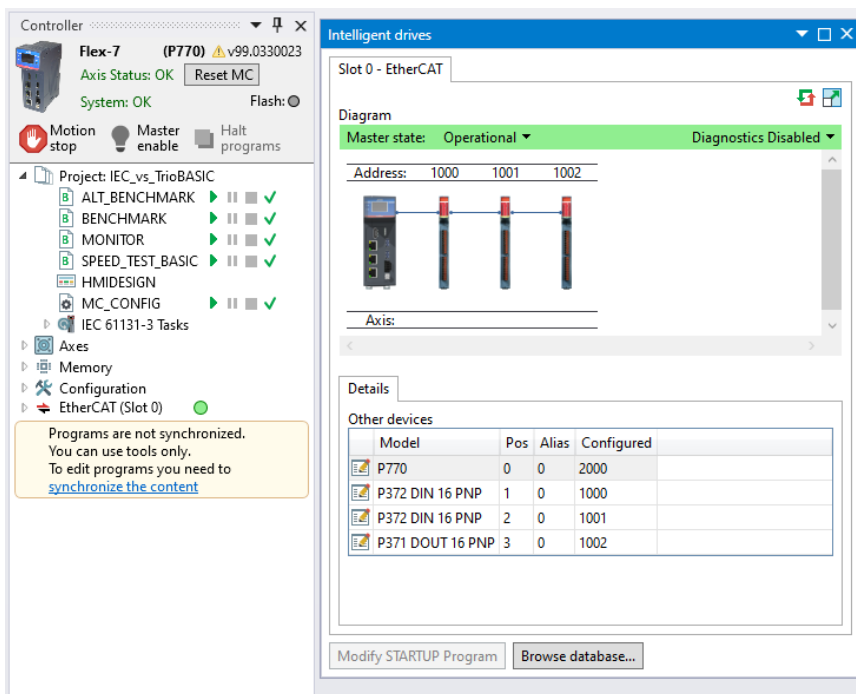 Controller
Flex-7 (P770) v99.0330023
Axis Status: OK Reset MC
System: OK Flash:
Motion stop Master enable Halt programs
Project: IEC_vs_TrioBASIC
B ALT_BENCHMARK
B BENCHMARK
B MONITOR
B SPEED_TEST_BASIC
HMIDESIGN
MC_CONFIG
IEC 61131-3 Tasks
Axes
Memory
Configuration
EtherCAT (Slot 0)
Programs are not synchronized.
You can use tools only.
To edit programs you need to
synchronize the content
Intelligent drives
Slot 0 - EtherCAT
Diagram
Master state: Operational Diagnostics Disabled
Address: 1000 1001 1002
Axis:
Details
Other devices
Model Pos Alias Configured
P770 0 0 2000
P372 DIN 16 PNP 1 0 1000
P372 DIN 16 PNP 2 0 1001
P371 DOUT 16 PNP 3 0 1002
Modify STARTUP Program Browse database...